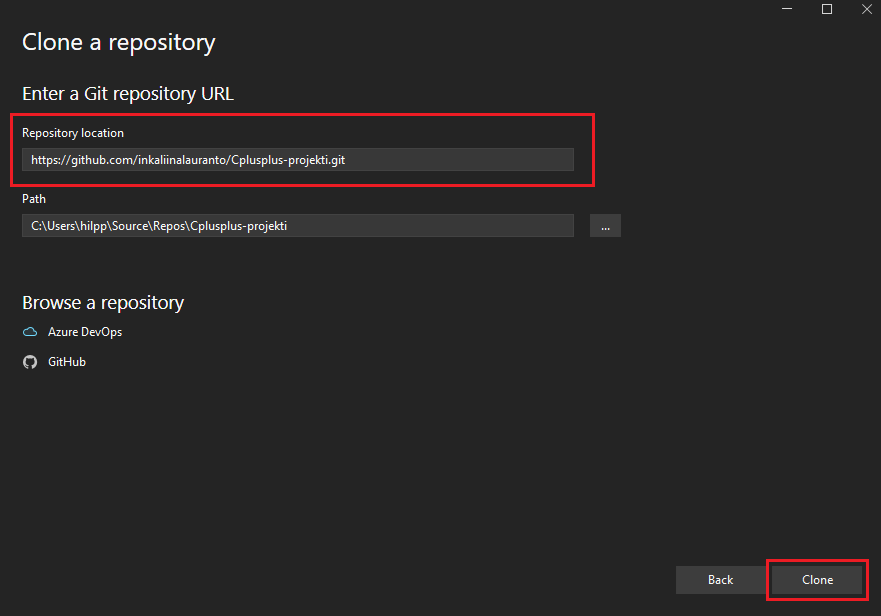 Clone a repository
Enter a Git repository URL
Repository location
https://github.com/inkaliinalauranto/Cplusplus-projekti.git
Path
C:\Users\hilpp\Source\Repos\Cplusplus-projekti
...
Browse a repository
Azure DevOps
GitHub
Back
Clone